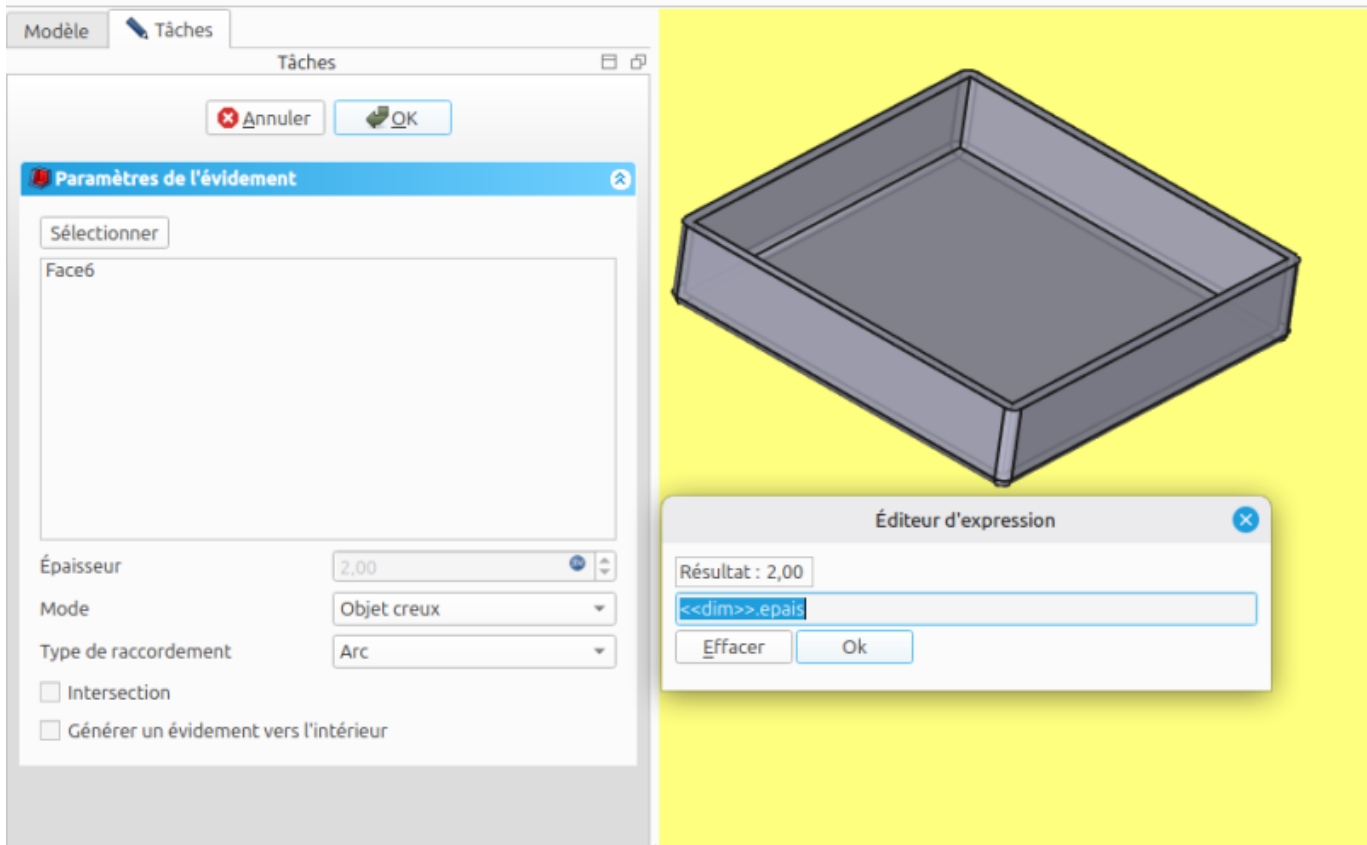 Modèle
Tâches
Tâches
Annuler
OK
Paramètres de l'évidement
Sélectionner
Face6
Épaisseur
2,00
Mode
Objet creux
Type de raccordement
Arc
Intersection
Générer un évidement vers l'intérieur
Éditeur d'expression
Résultat : 2,00
<<dim>>.epais
Effacer
Ok